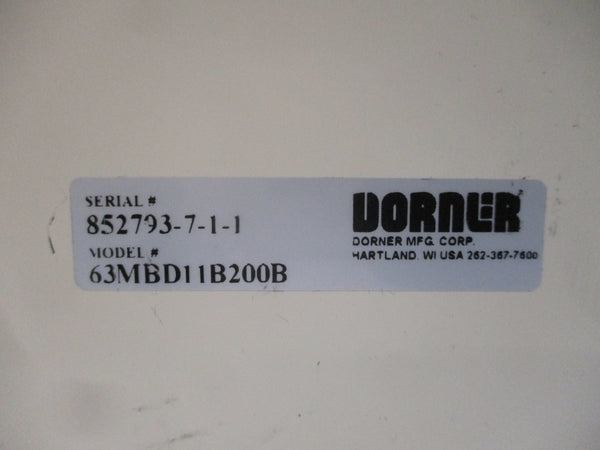 SERIAL #
852793-7-1-1
MODEL #
63MBD11B200B
DORNER
DORNER MFG. CORP.
HARTLAND, WI USA 262-367-7600